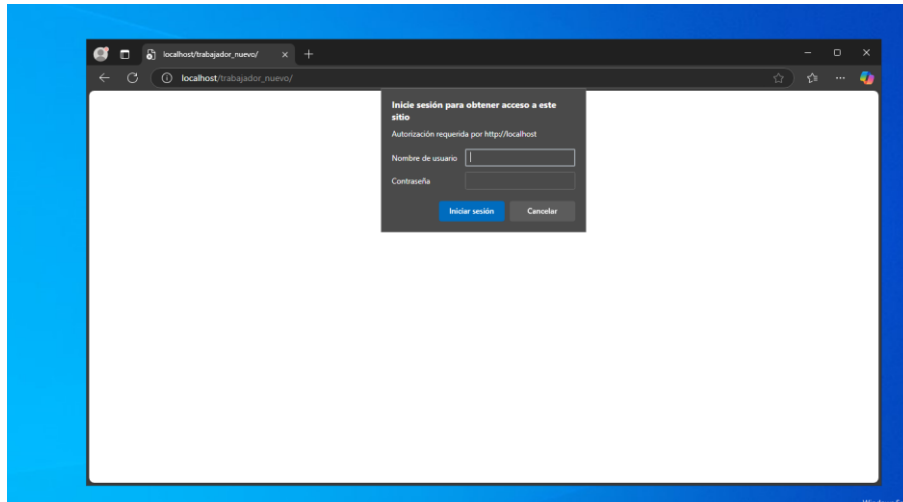 localhost/trabajador_nuevo/
localhost/trabajador_nuevo/
Inicie sesión para obtener acceso a este
sitio
Autorización requerida por http://localhost
Nombre de usuario
Contraseña
Iniciar sesión
Cancelar